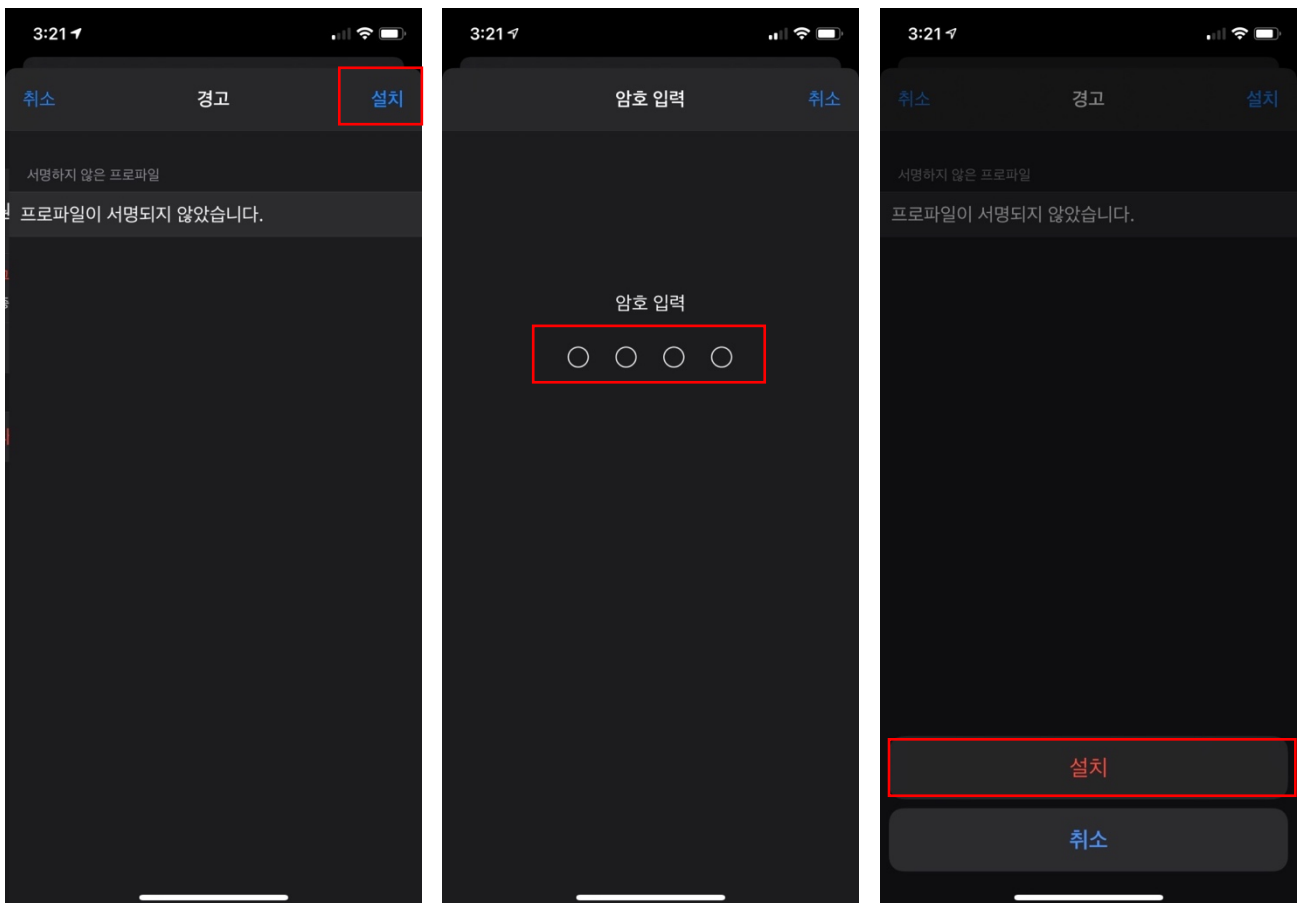 3:21
취소 경고 설치
서명하지 않은 프로파일
프로파일이 서명되지 않았습니다.
3:21
암호 입력 취소
암호 입력
3:21
취소 경고 설치
서명하지 않은 프로파일
프로파일이 서명되지 않았습니다.
설치
취소